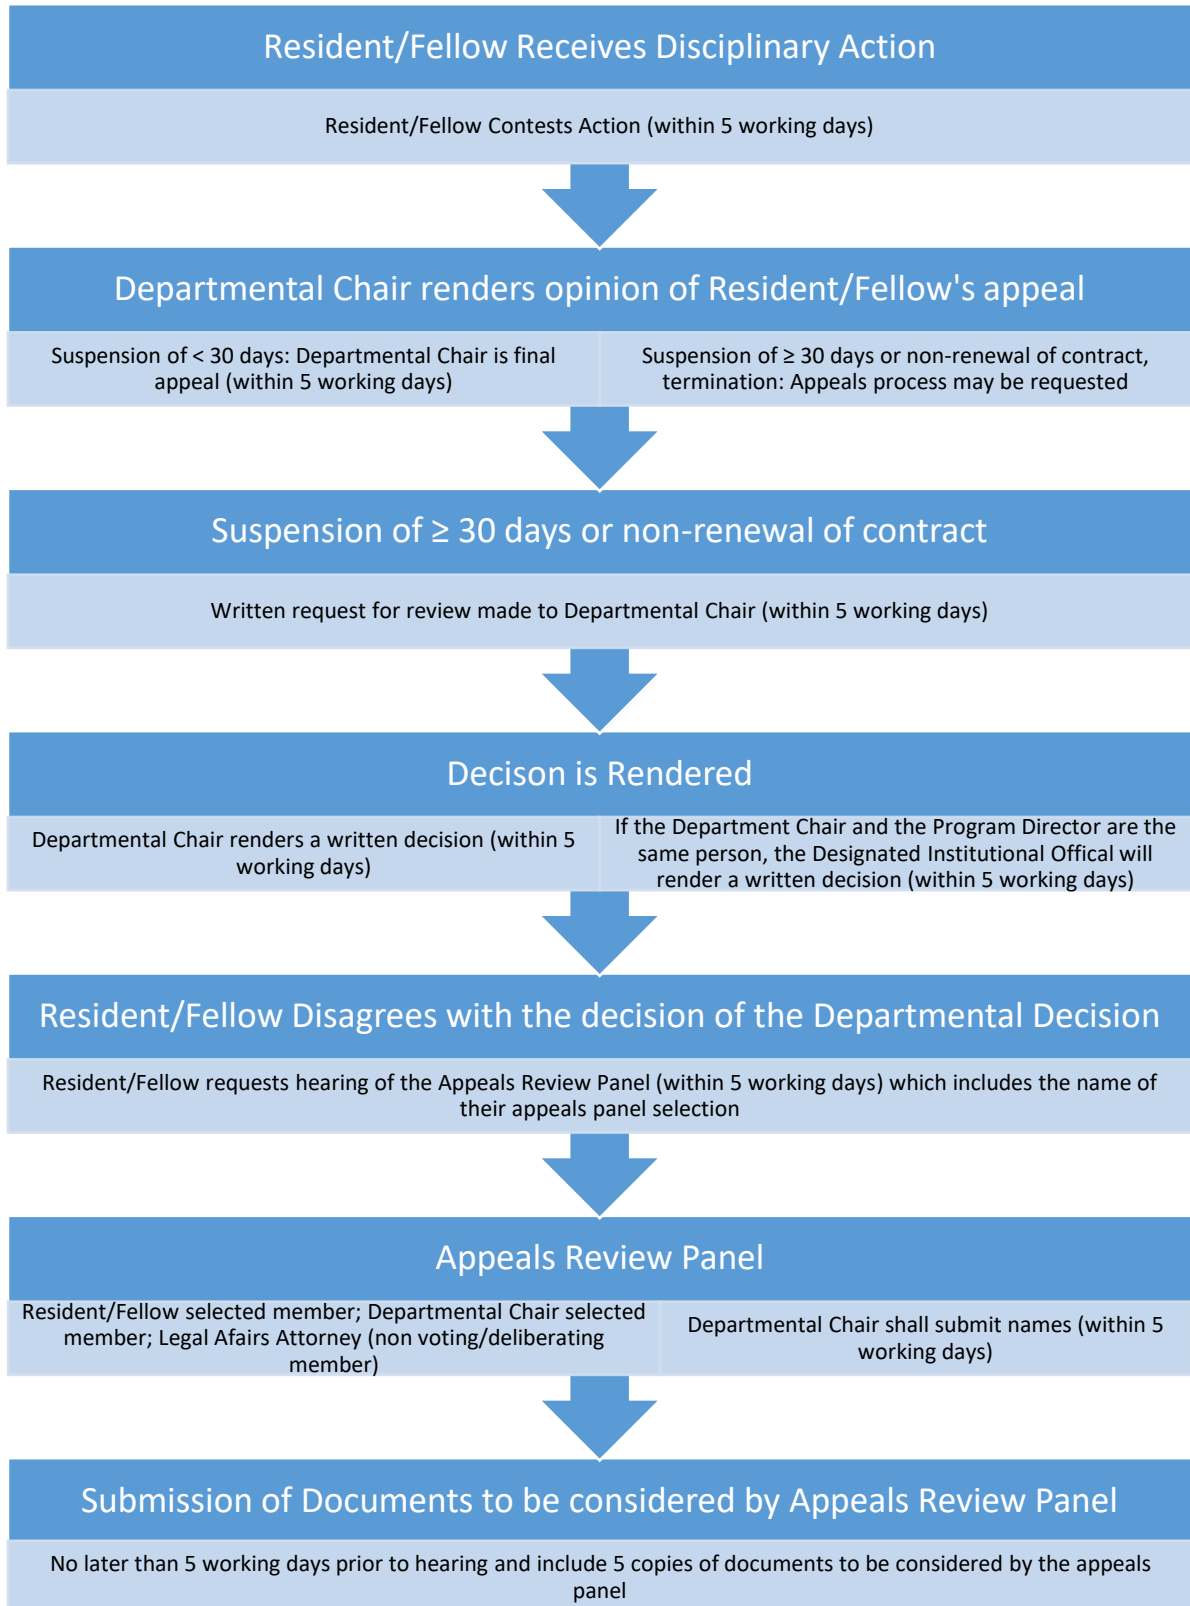 Resident/Fellow Receives Disciplinary Action
Resident/Fellow Contests Action (within 5 working days)
Departmental Chair renders opinion of Resident/Fellow's appeal
Suspension of < 30 days: Departmental Chair is final
appeal (within 5 working days)
Suspension of ≥ 30 days or non-renewal of contract,
termination: Appeals process may be requested
Suspension of ≥ 30 days or non-renewal of contract
Written request for review made to Departmental Chair (within 5 working days)
Decison is Rendered
Departmental Chair renders a written decision (within 5
working days)
If the Department Chair and the Program Director are the
same person, the Designated Institutional Offical will
render a written decision (within 5 working days)
Resident/Fellow Disagrees with the decision of the Departmental Decision
Resident/Fellow requests hearing of the Appeals Review Panel (within 5 working days) which includes the name of
their appeals panel selection
Appeals Review Panel
Resident/Fellow selected member; Departmental Chair selected
member; Legal Afairs Attorney (non voting/deliberating
member)
Departmental Chair shall submit names (within 5
working days)
Submission of Documents to be considered by Appeals Review Panel
No later than 5 working days prior to hearing and include 5 copies of documents to be considered by the appeals
panel